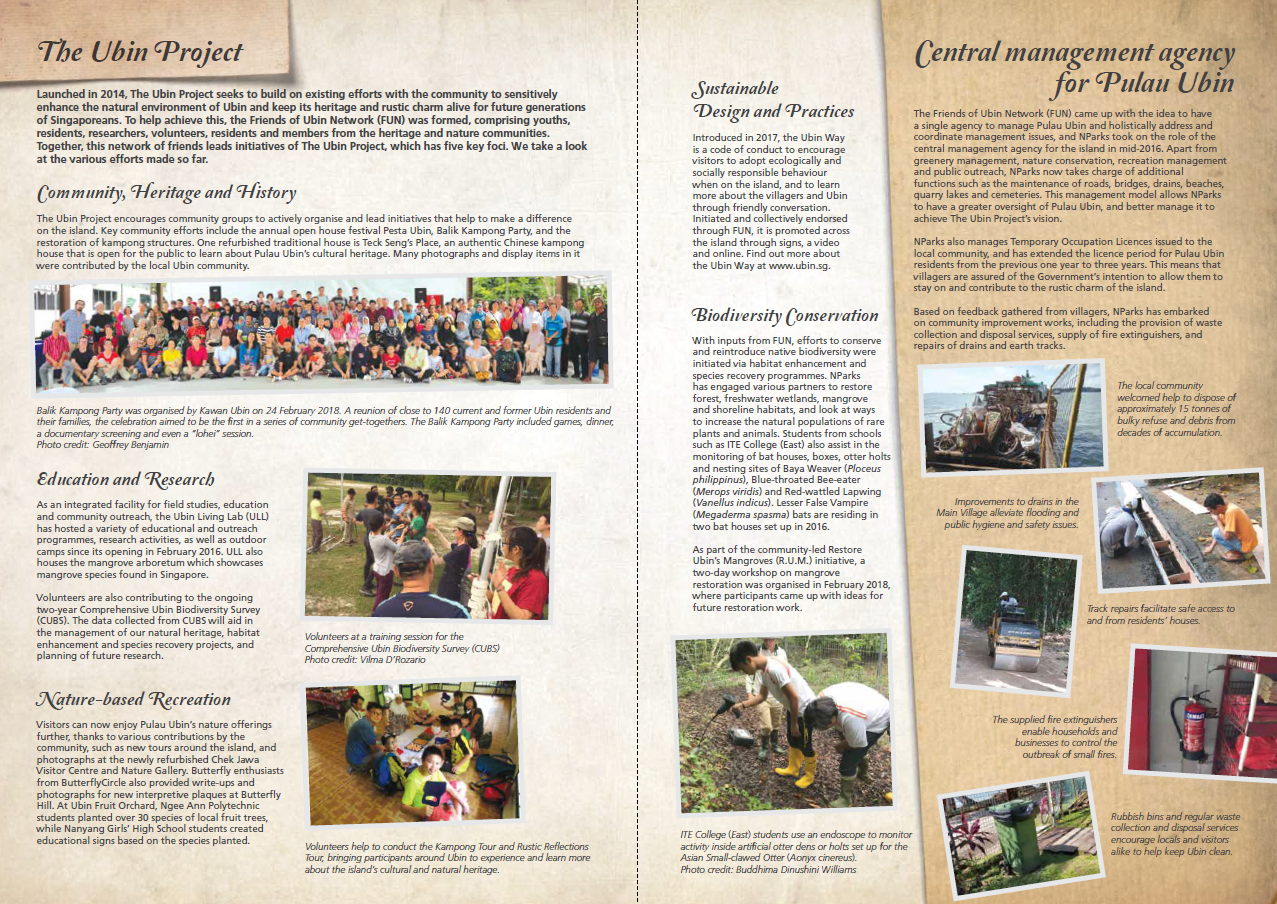 The Ubin Project
Launched in 2014, The Ubin Project seeks to build on existing efforts with the community to sensitively
enhance the natural environment of Ubin and keep its heritage and rustic charm alive for future generations
of Singaporeans. To help achieve this, the Friends of Ubin Network (FUN) was formed, comprising youths,
residents, researchers, volunteers, residents and members from the heritage and nature communities.
Together, this network of friends leads initiatives of The Ubin Project, which has five key foci. We take a look
at the various efforts made so far.
Community, Heritage and History
The Ubin Project encourages community groups to actively organise and lead initiatives that help to make a difference
on the island. Key community efforts include the annual open house festival Pesta Ubin, Balik Kampong Party, and the
restoration of kampong structures. One refurbished traditional house is Teck Seng's Place, an authentic Chinese kampong
house that is open for the public to learn about Pulau Ubin's cultural heritage. Many photographs and display items in it
were contributed by the local Ubin community.
Balik Kampong Party was organised by Kawan Ubin on 24 February 2018. A reunion of close to 140 current and former Ubin residents and
their families, the celebration aimed to be the first in a series of community get-togethers. The Balik Kampong Party included games, dinner,
a documentary screening and even a "lohei" session.
Photo credit: Geoffrey Benjamin
Education and Research
As an integrated facility for field studies, education
and community outreach, the Ubin Living Lab (ULL)
has hosted a variety of educational and outreach
programmes, research activities, as well as outdoor
camps since its opening in February 2016. ULL also
houses the mangrove arboretum which showcases
mangrove species found in Singapore.
Volunteers are also contributing to the ongoing
two-year Comprehensive Ubin Biodiversity Survey
(CUBS). The data collected from CUBS will aid in
the management of our natural heritage, habitat
enhancement and species recovery projects, and
planning of future research.
Volunteers at a training session for the
Comprehensive Ubin Biodiversity Survey (CUBS)
Photo credit: Vilma D'Rozario
Nature-based Recreation
Visitors can now enjoy Pulau Ubin's nature offerings
further, thanks to various contributions by the
community, such as new tours around the island, and
photographs at the newly refurbished Chek Jawa
Visitor Centre and Nature Gallery. Butterfly enthusiasts
from ButterflyCircle also provided write-ups and
photographs for new interpretive plaques at Butterfly
Hill. At Ubin Fruit Orchard, Ngee Ann Polytechnic
students planted over 30 species of local fruit trees,
while Nanyang Girls' High School students created
educational signs based on the species planted.
Volunteers help to conduct the Kampong Tour and Rustic Reflections
Tour, bringing participants around Ubin to experience and learn more
about the island's cultural and natural heritage.
Sustainable
Design and Practices
Introduced in 2017, the Ubin Way
is a code of conduct to encourage
visitors to adopt ecologically and
socially responsible behaviour
when on the island, and to learn
more about the villagers and Ubin
through friendly conversation.
Initiated and collectively endorsed
through FUN, it is promoted across
the island through signs, a video
and online. Find out more about
the Ubin Way at www.ubin.sg.
Biodiversity Conservation
With inputs from FUN, efforts to conserve
and reintroduce native biodiversity were
initiated via habitat enhancement and
species recovery programmes. NParks
has engaged various partners to restore
forest, freshwater wetlands, mangrove
and shoreline habitats, and look at ways
to increase the natural populations of rare
plants and animals. Students from schools
such as ITE College (East) also assist in the
monitoring of bat houses, boxes, otter holts
and nesting sites of Baya Weaver (Ploceus
philippinus), Blue-throated Bee-eater
(Merops viridis) and Red-wattled Lapwing
(Vanellus indicus). Lesser False Vampire
(Megaderma spasma) bats are residing in
two bat houses set up in 2016.
As part of the community-led Restore
Ubin's Mangroves (R.U.M.) initiative, a
two-day workshop on mangrove
restoration was organised in February 2018,
where participants came up with ideas for
future restoration work.
ITE College (East) students use an endoscope to monitor
activity inside artificial otter dens or holts set up for the
Asian Small-clawed Otter (Aonyx cinereus).
Photo credit: Buddhima Dinushini Williams
Central management agency
for Pulau Ubin
The Friends of Ubin Network (FUN) came up with the idea to have
a single agency to manage Pulau Ubin and holistically address and
coordinate management issues, and NParks took on the role of the
central management agency for the island in mid-2016. Apart from
greenery management, nature conservation, recreation management
and public outreach, NParks now takes charge of additional
functions such as the maintenance of roads, bridges, drains, beaches,
quarry lakes and cemeteries. This management model allows NParks
to have a greater oversight of Pulau Ubin, and better manage it to
achieve The Ubin Project's vision.
NParks also manages Temporary Occupation Licences issued to the
local community, and has extended the licence period for Pulau Ubin
residents from the previous one year to three years. This means that
villagers are assured of the Government's intention to allow them to
stay on and contribute to the rustic charm of the island.
Based on feedback gathered from villagers, NParks has embarked
on community improvement works, including the provision of waste
collection and disposal services, supply of fire extinguishers, and
repairs of drains and earth tracks.
The local community
welcomed help to dispose of
approximately 15 tonnes of
bulky refuse and debris from
decades of accumulation.
Improvements to drains in the
Main Village alleviate flooding and
public hygiene and safety issues.
Track repairs facilitate safe access to
and from residents' houses.
The supplied fire extinguishers
enable households and
businesses to control the
outbreak of small fires.
Rubbish bins and regular waste
collection and disposal services
encourage locals and visitors
alike to help keep Ubin clean.